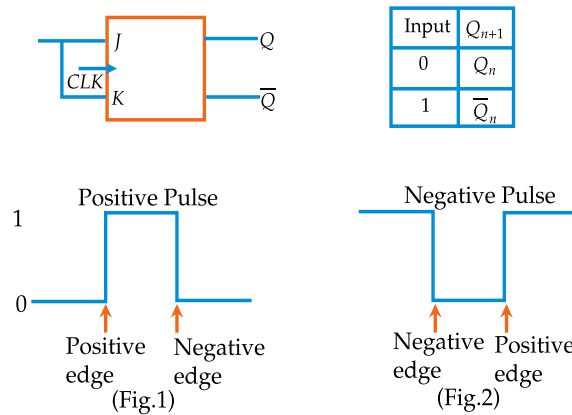 J
Q
CLK
K
Q̅
Input Qₙ₊₁
0 Qₙ
1 Q̅ₙ
Positive Pulse
1
0
Positive edge
Negative edge
(Fig.1)
Negative Pulse
Negative edge
Positive edge
(Fig.2)